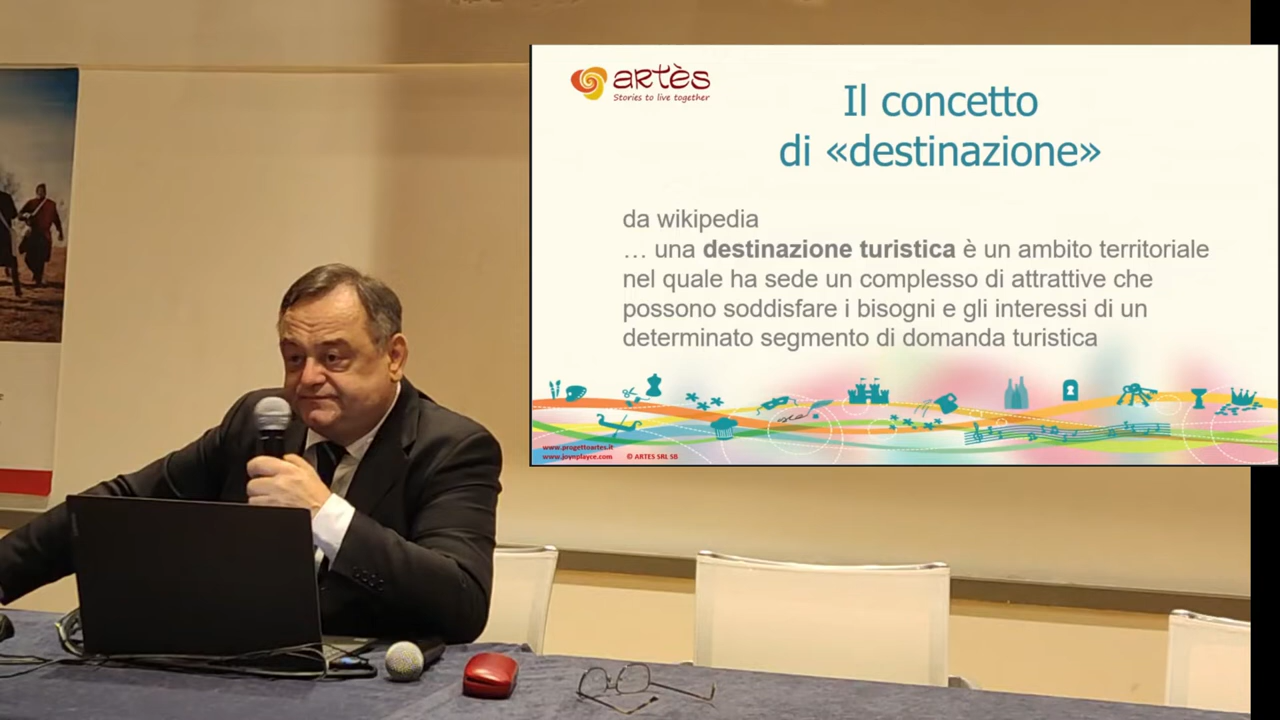 artès
Stories to live together
Il concetto
di «destinazione»
da wikipedia
… una destinazione turistica è un ambito territoriale
nel quale ha sede un complesso di attrattive che
possono soddisfare i bisogni e gli interessi di un
determinato segmento di domanda turistica
www.progettoartes.it
www.joynplayce.com © ARTES SRL SB